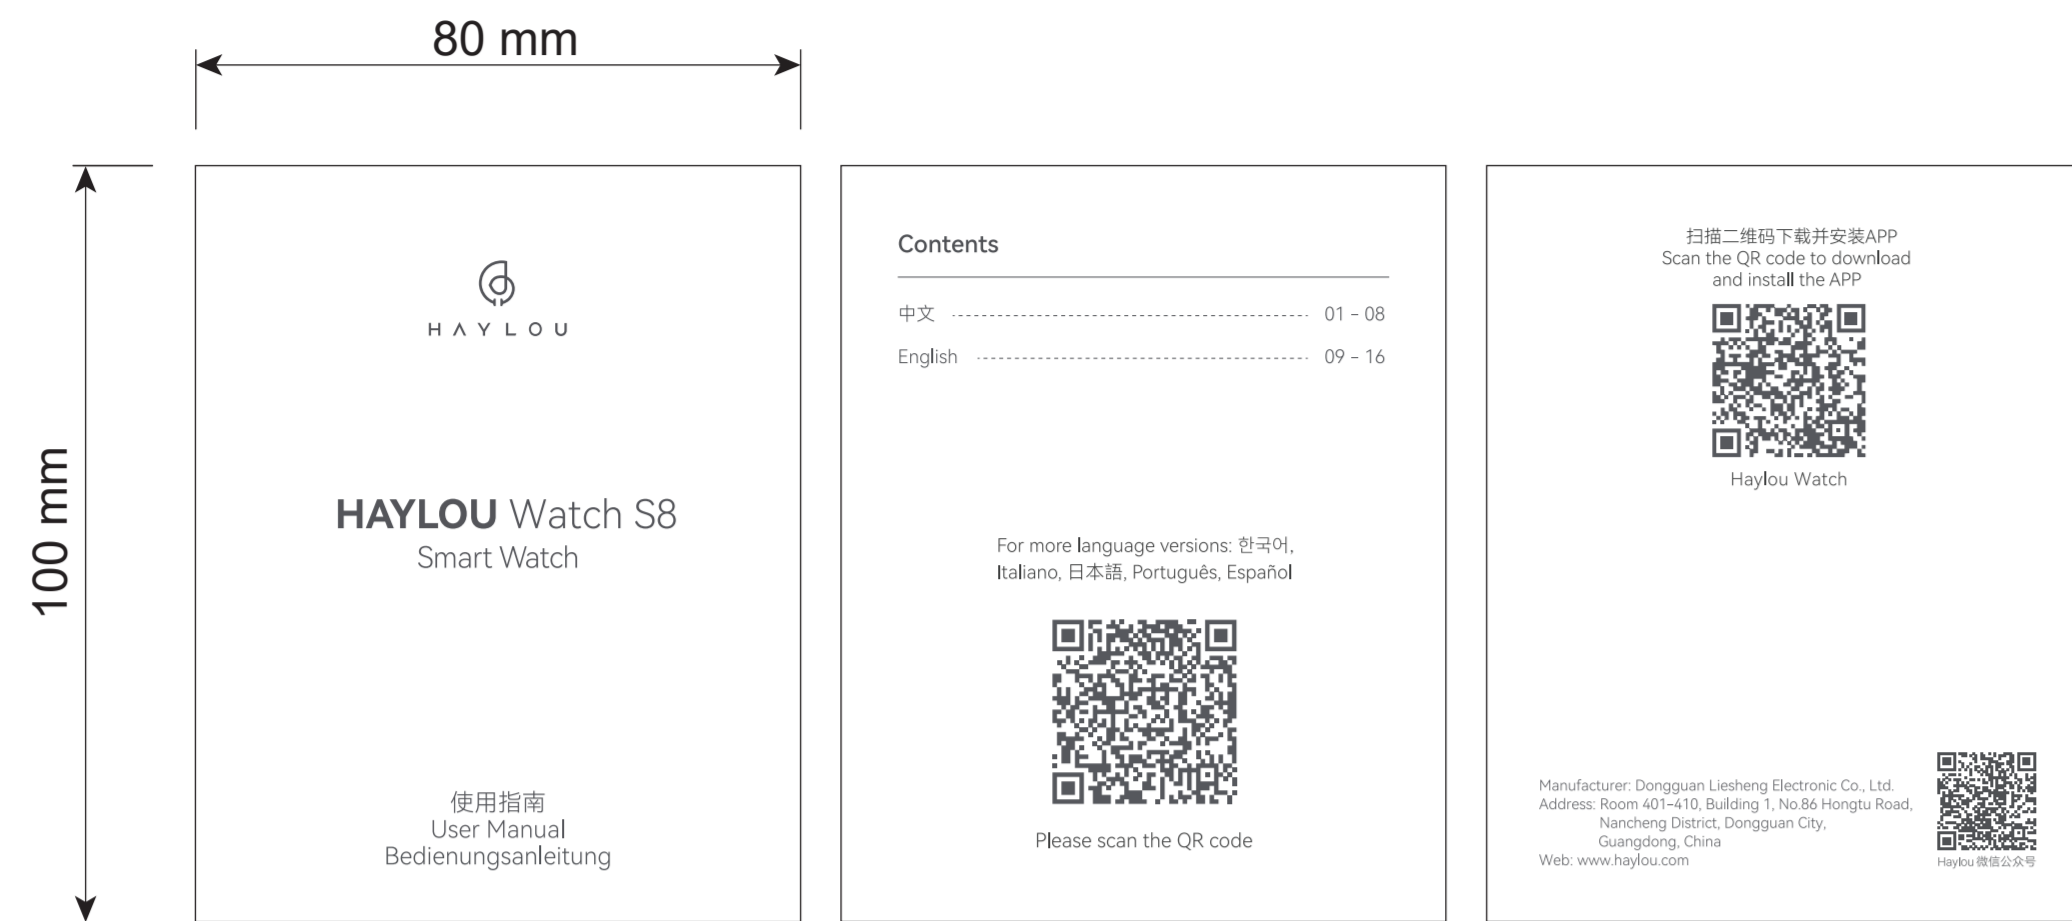 80 mm
100 mm
HAYLOU
HAYLOU Watch S8
Smart Watch
使用指南
User Manual
Bedienungsanleitung
Contents
中文 01 - 08
English 09 - 16
For more language versions: 한국어,
Italiano, 日本語, Português, Español
Please scan the QR code
扫描二维码下载并安装APP
Scan the QR code to download
and install the APP
Haylou Watch
Manufacturer: Dongguan Liesheng Electronic Co., Ltd.
Address: Room 401-410, Building 1, No.86 Hongtu Road,
Nancheng District, Dongguan City,
Guangdong, China
Web: www.haylou.com
Haylou 微信公众号